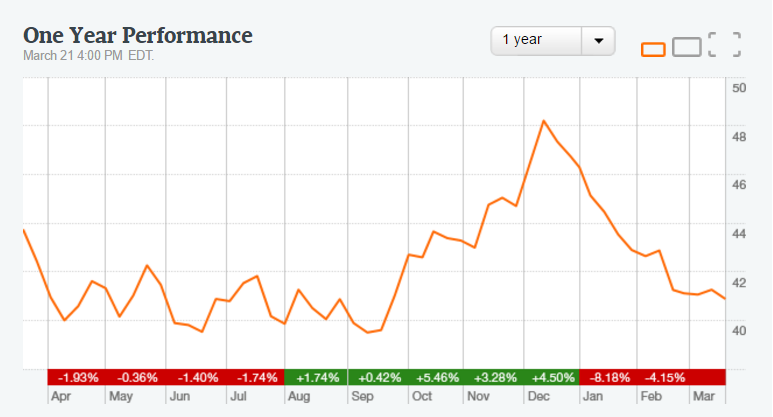 One Year Performance
March 21 4:00 PM EDT.
1 year
50
48
46
44
42
40
-1.93% -0.36% -1.40% -1.74% +1.74% +0.42% +5.46% +3.28% +4.50% -8.18% -4.15%
Apr May Jun Jul Aug Sep Oct Nov Dec Jan Feb Mar